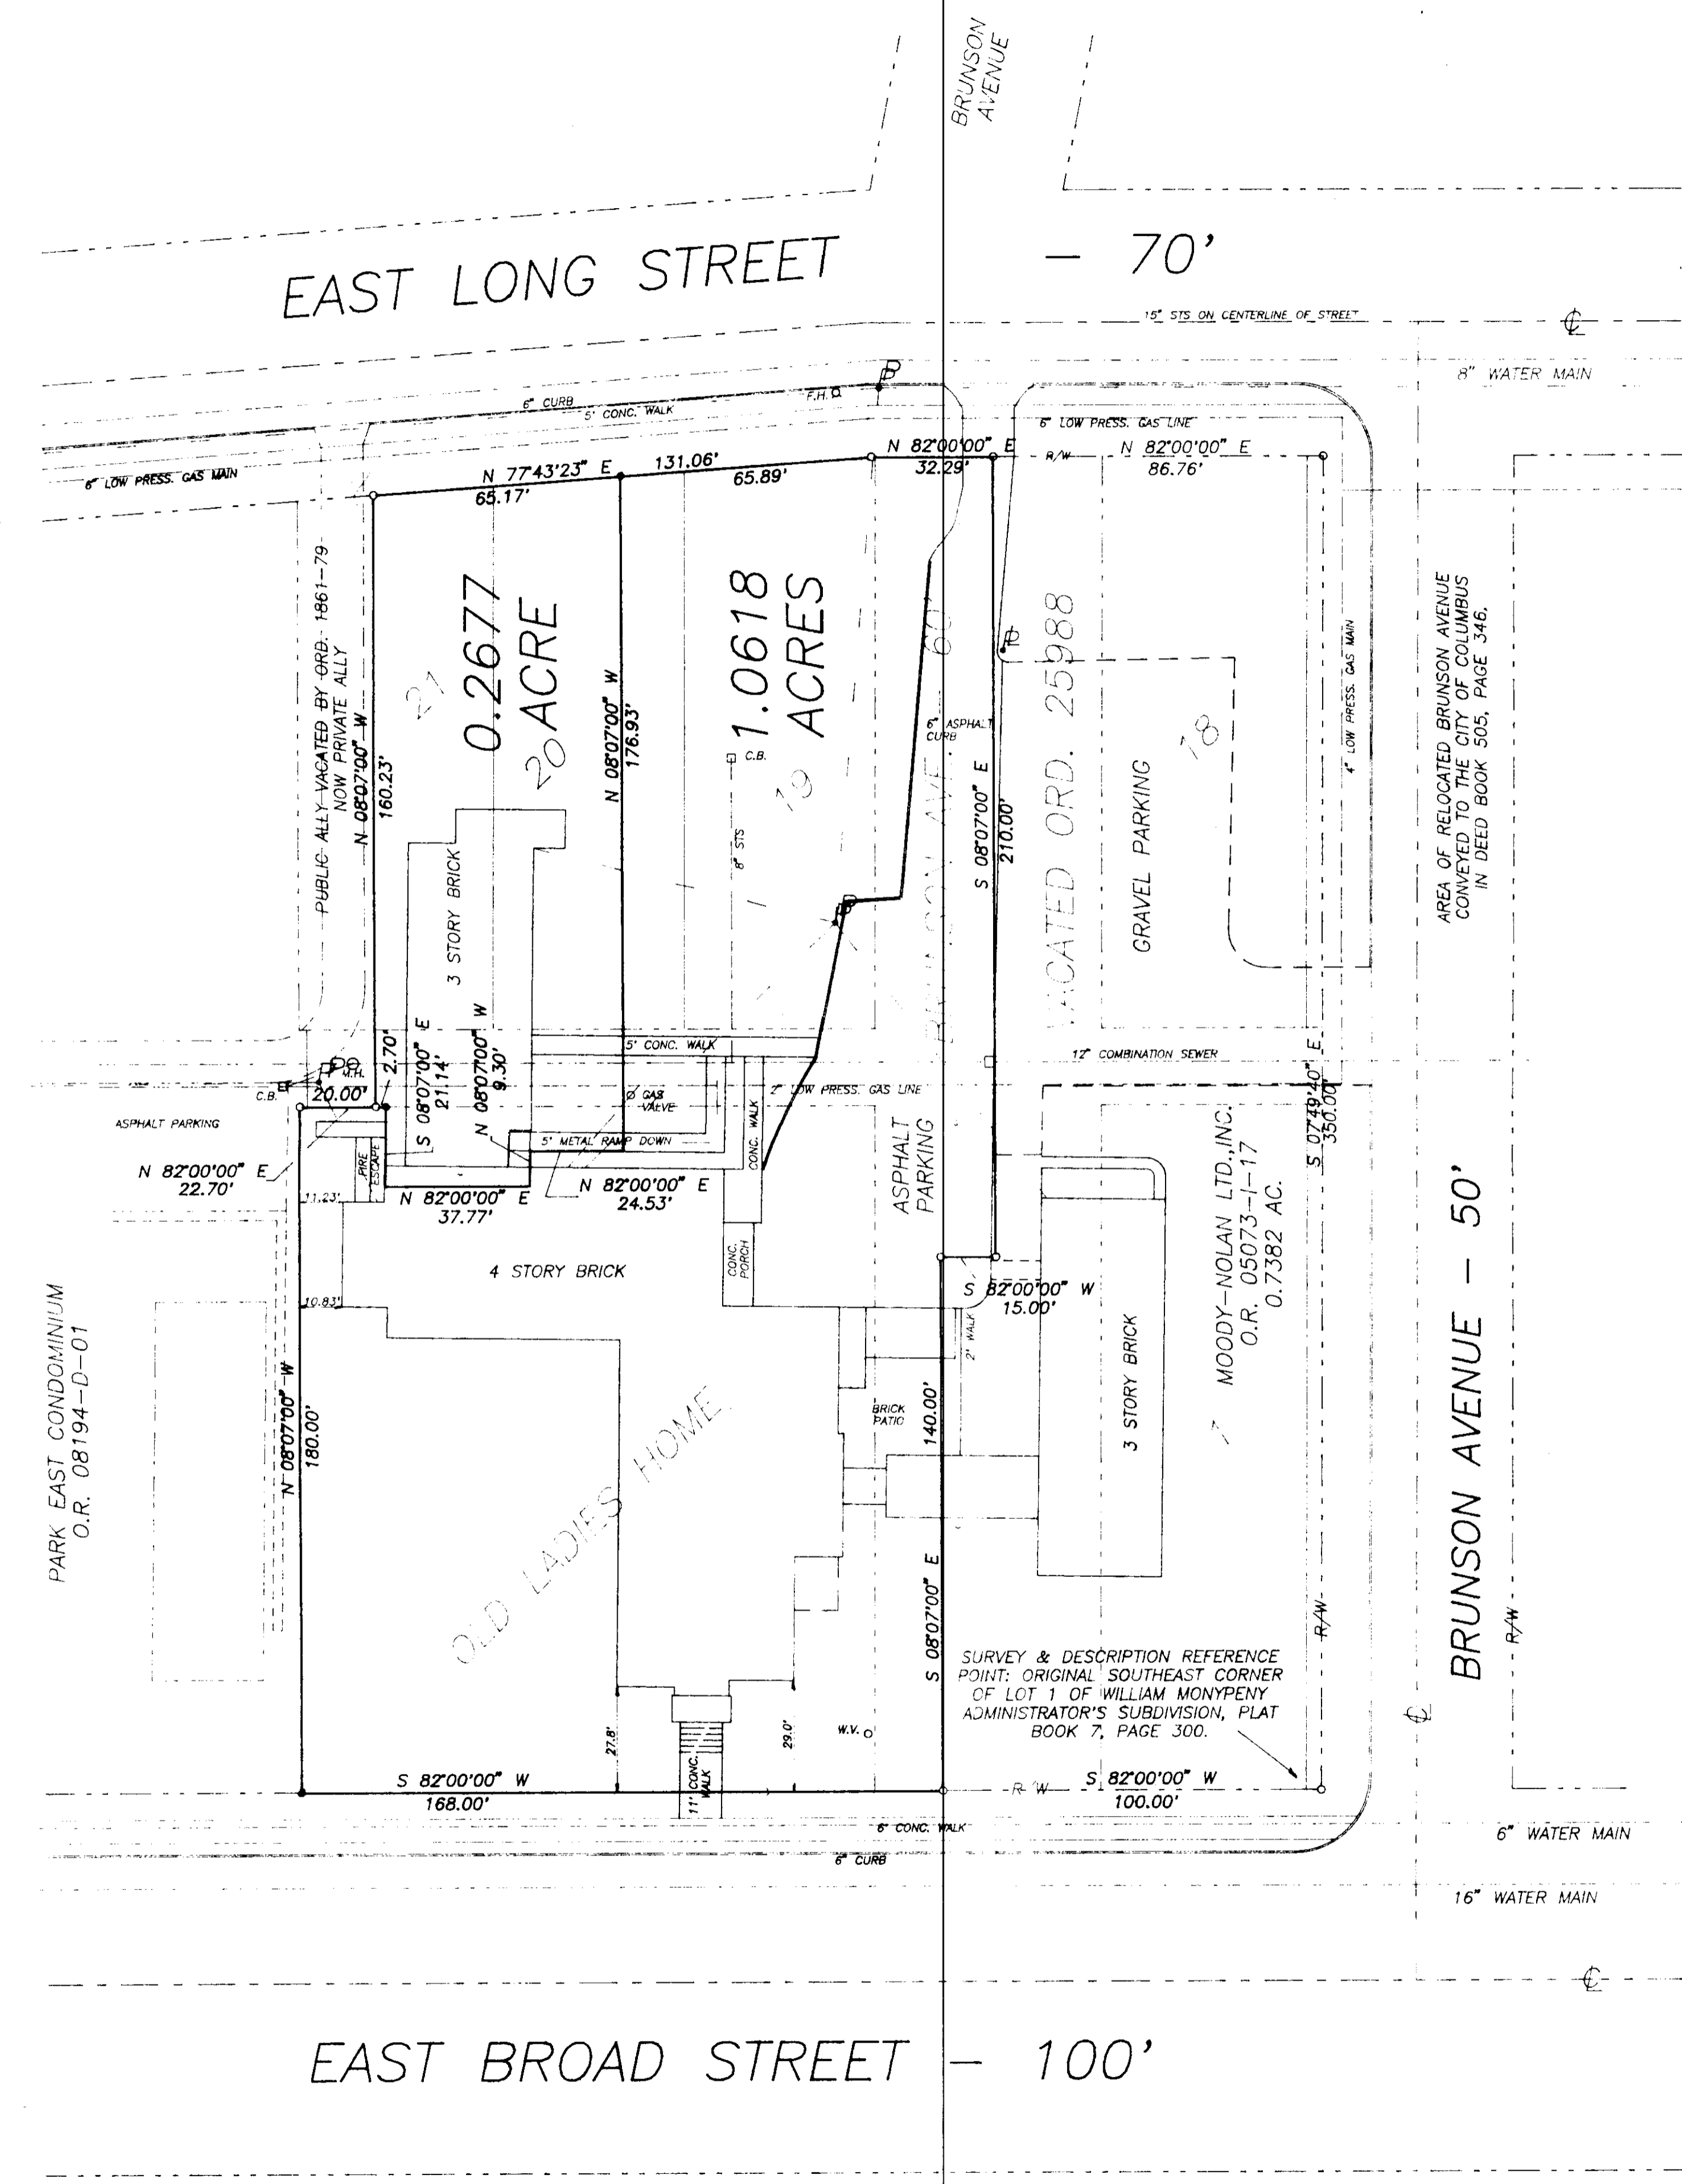 BRUNSON
AVENUE
EAST LONG STREET - 70'
15" STS ON CENTERLINE OF STREET
8" WATER MAIN
6" CURB
5' CONC. WALK
F.H.
6" LOW PRESS. GAS LINE
6" LOW PRESS. GAS MAIN
N 77°43'23" E
131.06'
65.17'
65.89'
N 82°00'00" E
32.29'
R/W
N 82°00'00" E
86.76'
PUBLIC ALLY VACATED BY ORD. 1861-79
NOW PRIVATE ALLY
N 08°07'00" W
160.23'
21
0.2677
ACRE
20
N 08°07'00" W
176.93'
1.0618
ACRES
19
C.B.
8" STS
60'
6" ASPHALT
CURB
BRUNSON AVE.
S 08°07'00" E
210.00'
VACATED ORD. 25988
GRAVEL PARKING
18
4" LOW PRESS. GAS MAIN
AREA OF RELOCATED BRUNSON AVENUE
CONVEYED TO THE CITY OF COLUMBUS
IN DEED BOOK 505, PAGE 346.
3 STORY BRICK
2.70'
S 08°07'00" E
21.14'
N 08°07'00" W
9.30'
5' CONC. WALK
12" COMBINATION SEWER
M.H.
C.B.
20.00'
GAS
VALVE
2" LOW PRESS. GAS LINE
ASPHALT PARKING
5' METAL RAMP DOWN
CONC. WALK
ASPHALT
PARKING
FIRE
ESCAPE
N 82°00'00" E
22.70'
11.23'
N 82°00'00" E
37.77'
N 82°00'00" E
24.53'
S 07°49'40" E
350.00'
MOODY-NOLAN LTD.,INC.
O.R. 05073-I-17
0.7382 AC.
4 STORY BRICK
CONC.
PORCH
S 82°00'00" W
15.00'
10.83'
2' WALK
3 STORY BRICK
PARK EAST CONDOMINIUM
O.R. 08194-D-01
N 08°07'00" W
180.00'
BRICK
PATIO
140.00'
OLD LADIES HOME
S 08°07'00" E
BRUNSON AVENUE - 50'
R/W
R/W
SURVEY & DESCRIPTION REFERENCE
POINT: ORIGINAL SOUTHEAST CORNER
OF LOT 1 OF WILLIAM MONYPENY
ADMINISTRATOR'S SUBDIVISION, PLAT
BOOK 7, PAGE 300.
27.8'
29.0'
W.V.
11' CONC.
WALK
S 82°00'00" W
168.00'
R/W
S 82°00'00" W
100.00'
6' CONC. WALK
6" CURB
6" WATER MAIN
16" WATER MAIN
EAST BROAD STREET - 100'